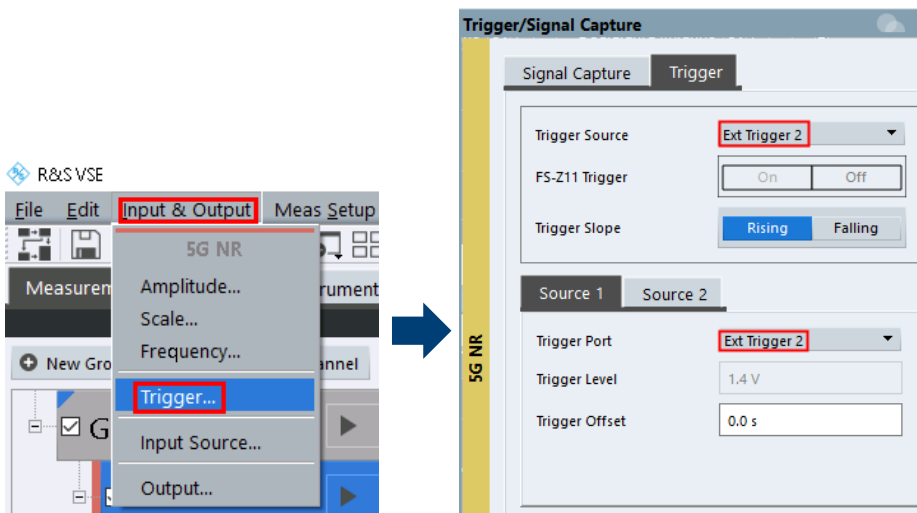 R&S VSE
File Edit Input & Output Meas Setup
5G NR
Measurem
rument
Amplitude...
Scale...
Frequency...
New Gro
annel
Trigger...
G
Input Source...
Output...
Trigger/Signal Capture
5G NR
Signal Capture Trigger
Trigger Source Ext Trigger 2
FS-Z11 Trigger On Off
Trigger Slope Rising Falling
Source 1 Source 2
Trigger Port Ext Trigger 2
Trigger Level 1.4 V
Trigger Offset 0.0 s